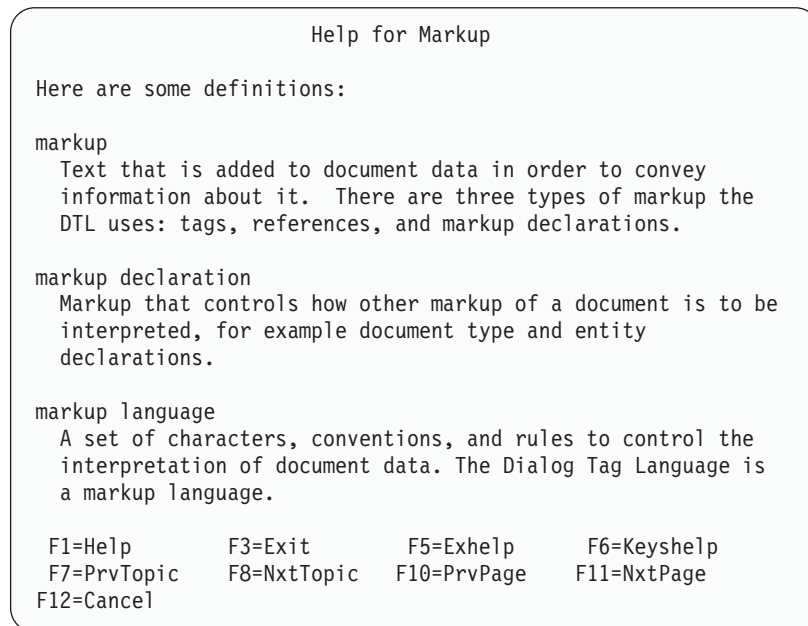 Help for Markup
Here are some definitions:
markup
Text that is added to document data in order to convey
information about it.  There are three types of markup the
DTL uses: tags, references, and markup declarations.
markup declaration
Markup that controls how other markup of a document is to be
interpreted, for example document type and entity
declarations.
markup language
A set of characters, conventions, and rules to control the
interpretation of document data. The Dialog Tag Language is
a markup language.
F1=Help F3=Exit F5=Exhelp F6=Keyshelp
F7=PrvTopic F8=NxtTopic F10=PrvPage F11=NxtPage
F12=Cancel